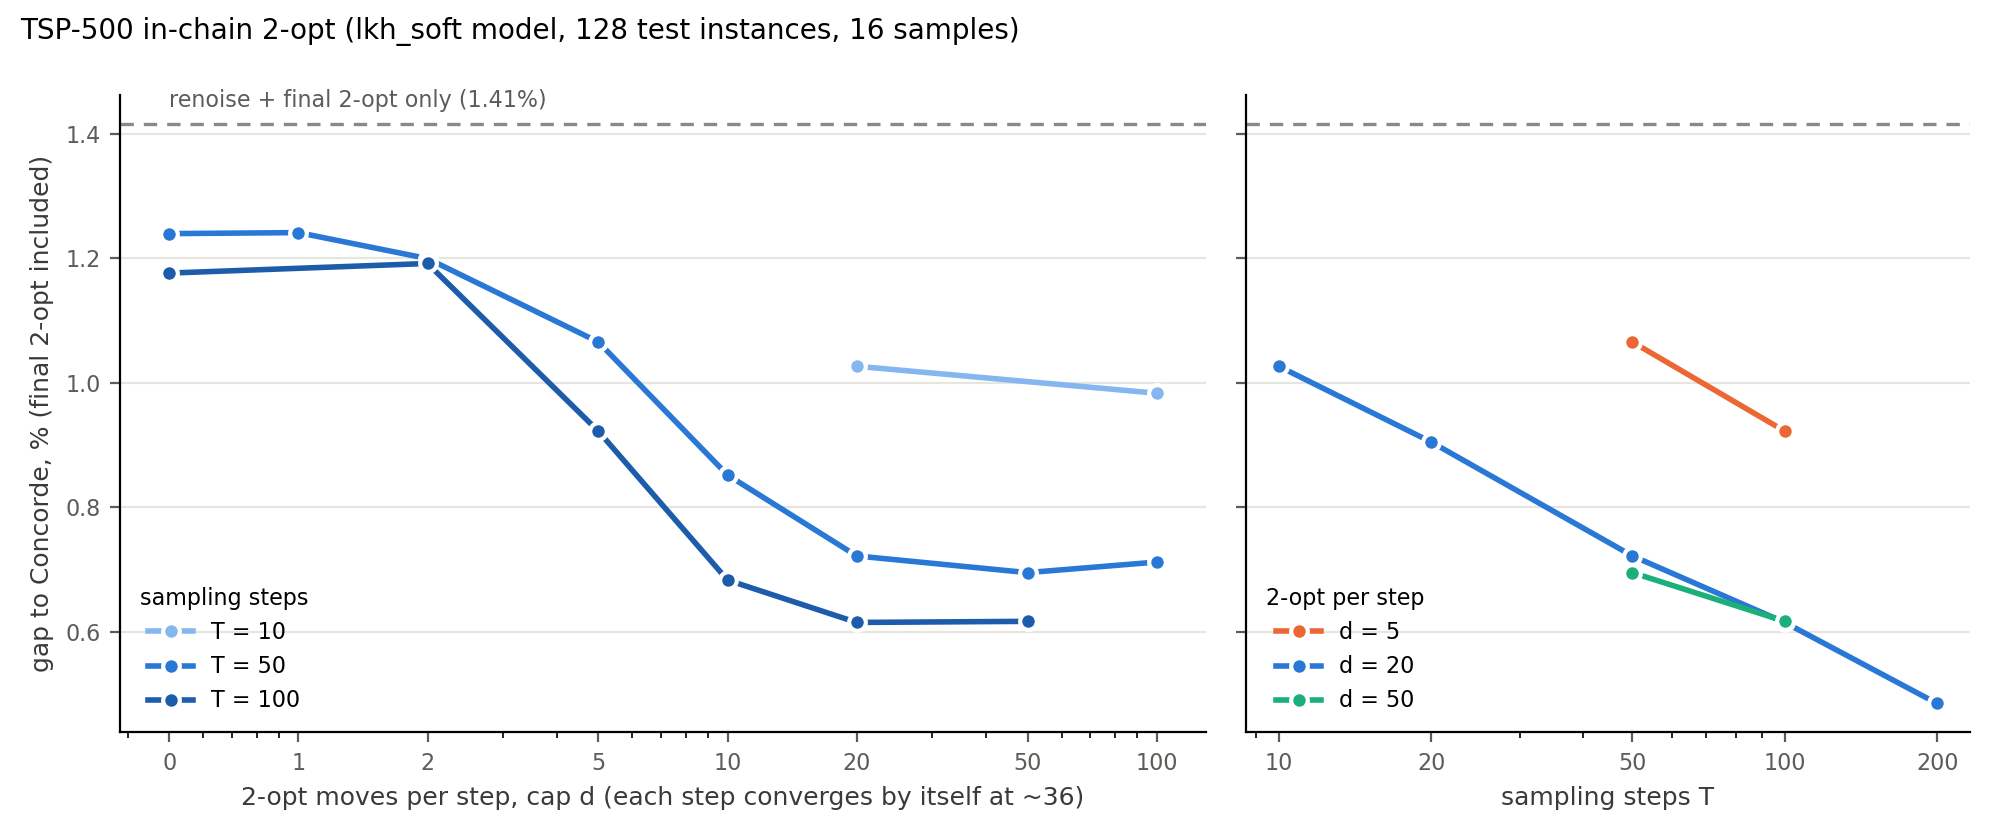 TSP-500 in-chain 2-opt (lkh_soft model, 128 test instances, 16 samples)
renoise + final 2-opt only (1.41%)
gap to Concorde, % (final 2-opt included)
1.4
1.2
1.0
0.8
0.6
sampling steps
T = 10
T = 50
T = 100
0 1 2 5 10 20 50 100
2-opt moves per step, cap d (each step converges by itself at ~36)
2-opt per step
d = 5
d = 20
d = 50
10 20 50 100 200
sampling steps T